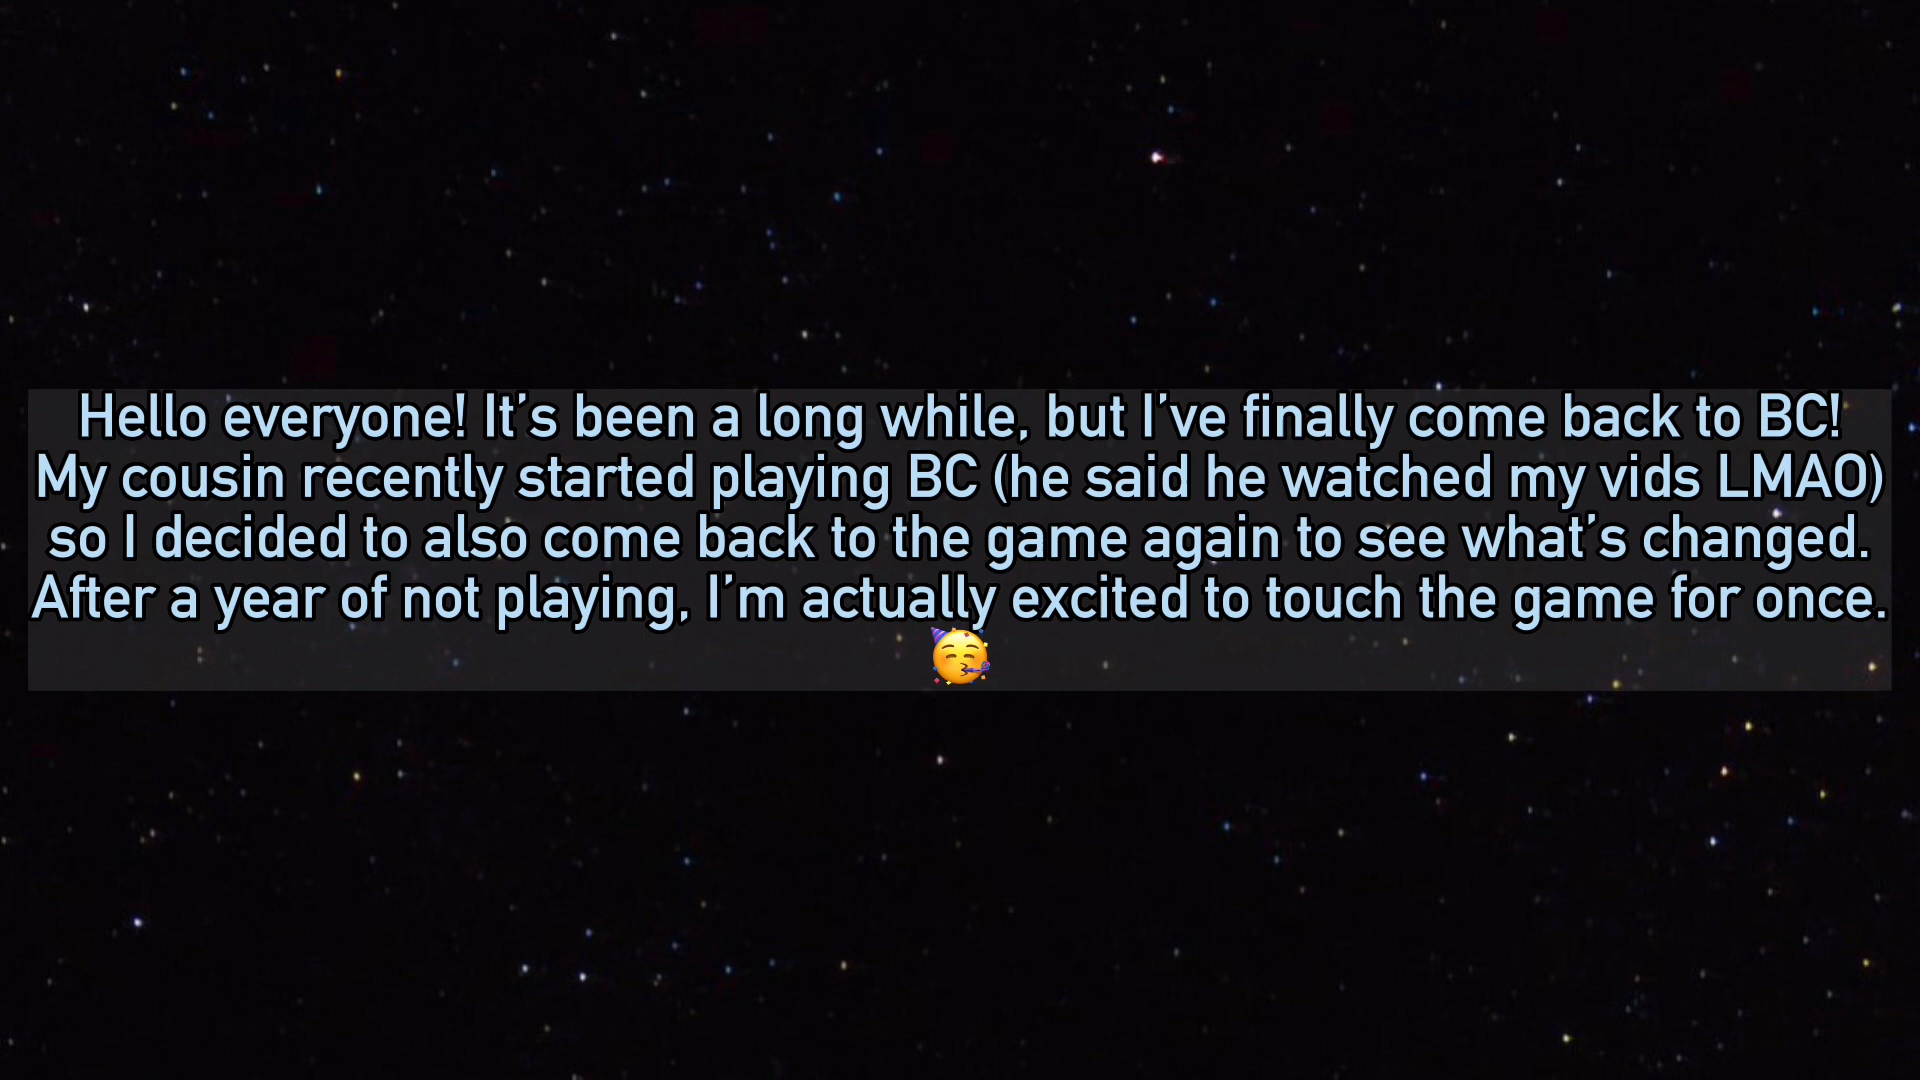 Hello everyone! It's been a long while, but I've finally come back to BC!
My cousin recently started playing BC (he said he watched my vids LMAO)
so I decided to also come back to the game again to see what's changed.
After a year of not playing, I'm actually excited to touch the game for once.
🥳